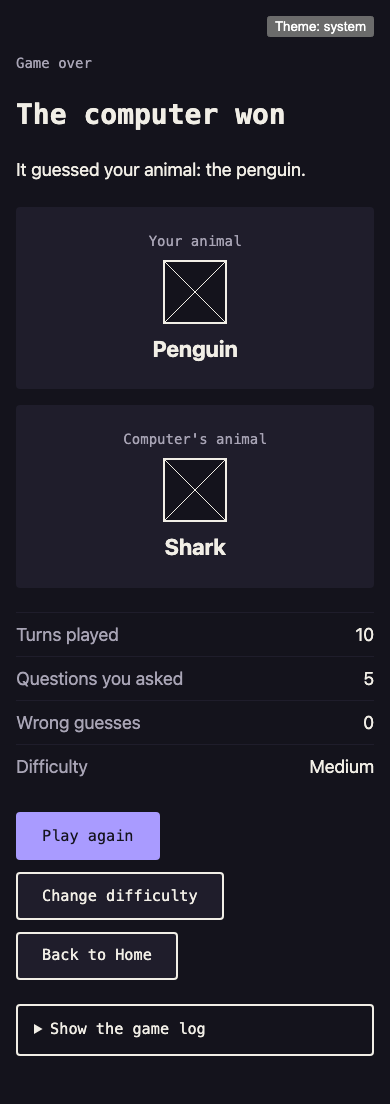 Theme: system
Game over
The computer won
It guessed your animal: the penguin.
Your animal
Penguin
Computer's animal
Shark
Turns played 10
Questions you asked 5
Wrong guesses 0
Difficulty Medium
Play again
Change difficulty
Back to Home
Show the game log